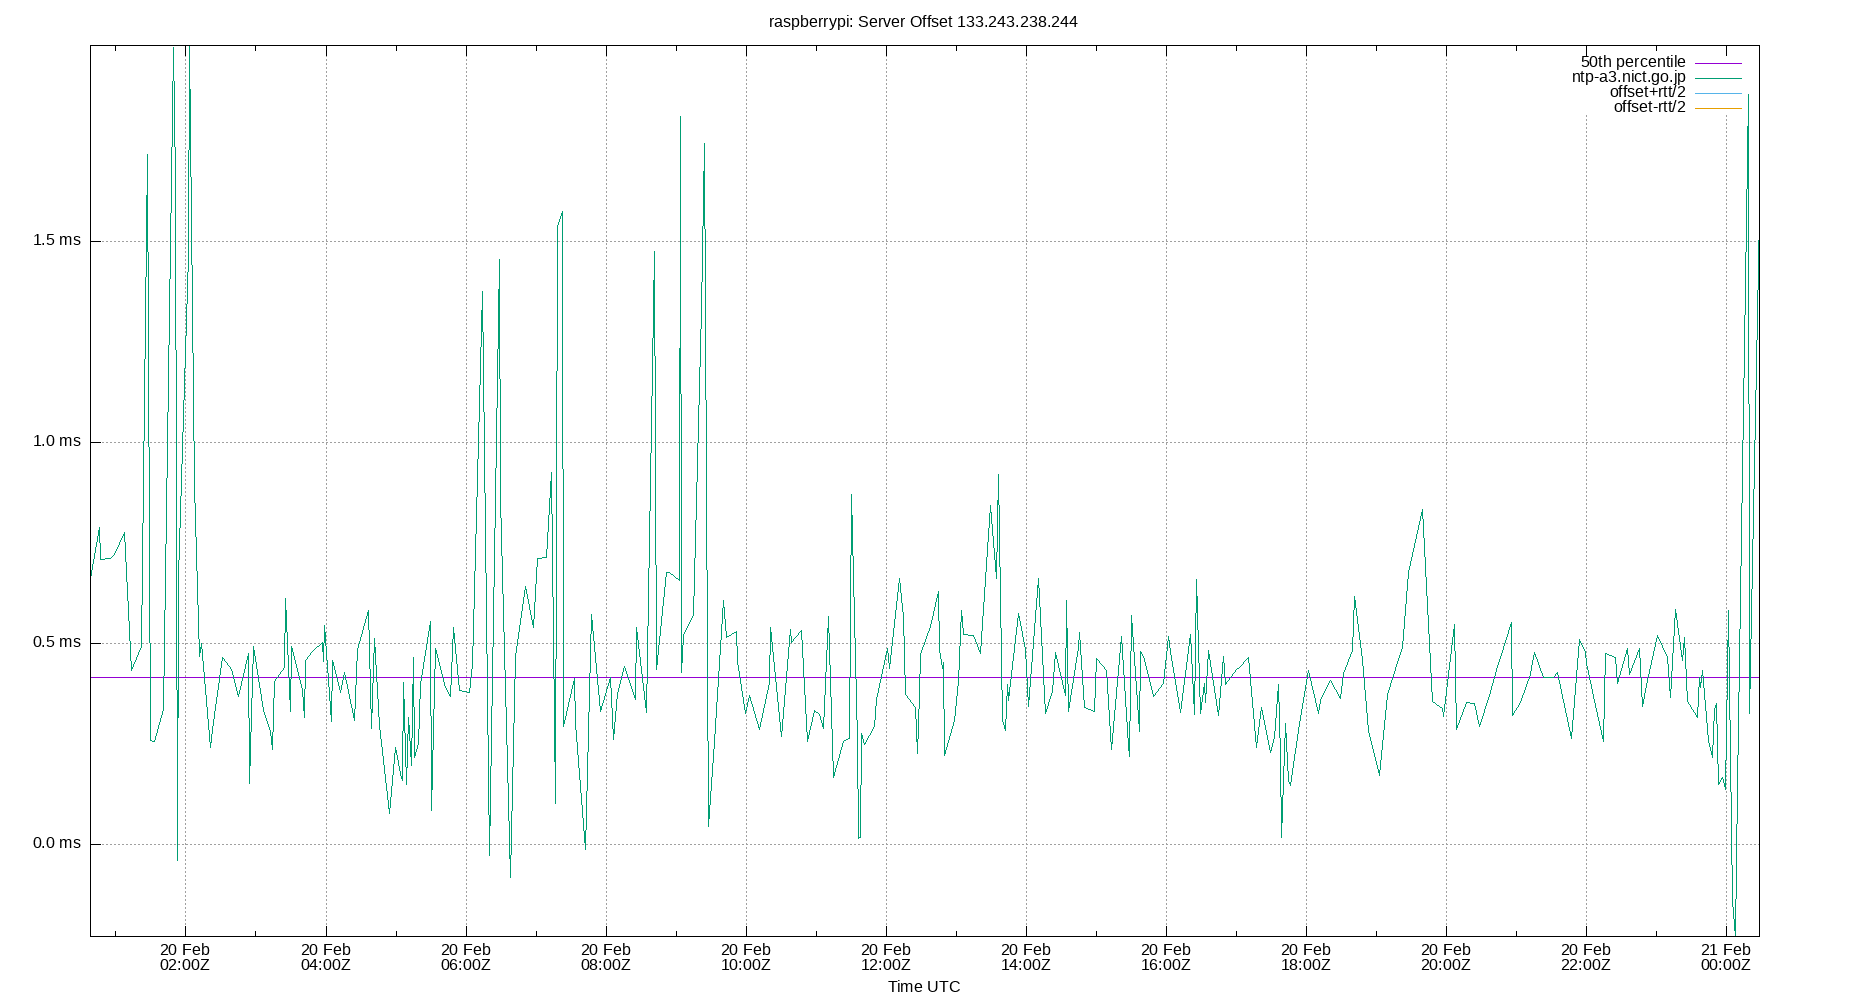 raspberrypi: Server Offset 133.243.238.244
50th percentile
ntp-a3.nict.go.jp
offset+rtt/2
offset-rtt/2
1.5 ms
1.0 ms
0.5 ms
0.0 ms
20 Feb 20 Feb 20 Feb 20 Feb 20 Feb 20 Feb 20 Feb 20 Feb 20 Feb 20 Feb 20 Feb 21 Feb
02:00Z 04:00Z 06:00Z 08:00Z 10:00Z 12:00Z 14:00Z 16:00Z 18:00Z 20:00Z 22:00Z 00:00Z
Time UTC